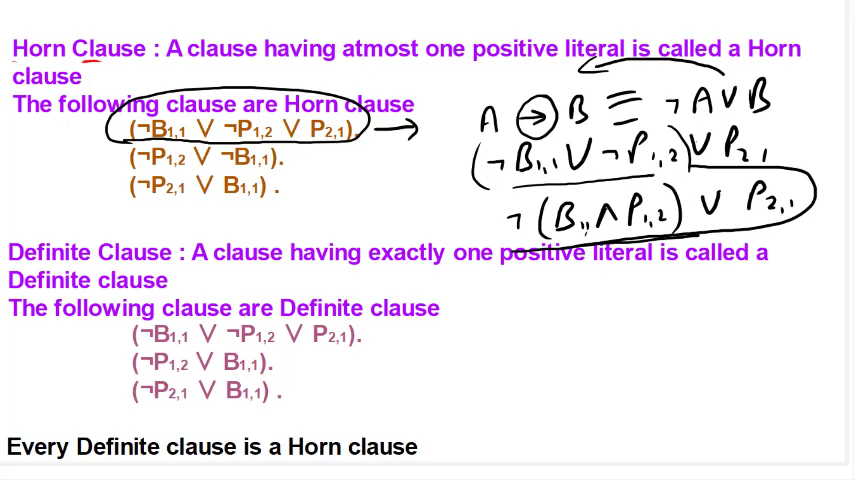 Horn Clause : A clause having atmost one positive literal is called a Horn
clause
The following clause are Horn clause
(¬B1,1 ∨ ¬P1,2 ∨ P2,1).
(¬P1,2 ∨ ¬B1,1).
(¬P2,1 ∨ B1,1) .
A → B ≡ ¬A ∨ B
(¬B1,1 ∨ ¬P1,2) ∨ P2,1
¬(B1,1 ∧ P1,2) ∨ P2,1
Definite Clause : A clause having exactly one positive literal is called a
Definite clause
The following clause are Definite clause
(¬B1,1 ∨ ¬P1,2 ∨ P2,1).
(¬P1,2 ∨ B1,1).
(¬P2,1 ∨ B1,1) .
Every Definite clause is a Horn clause